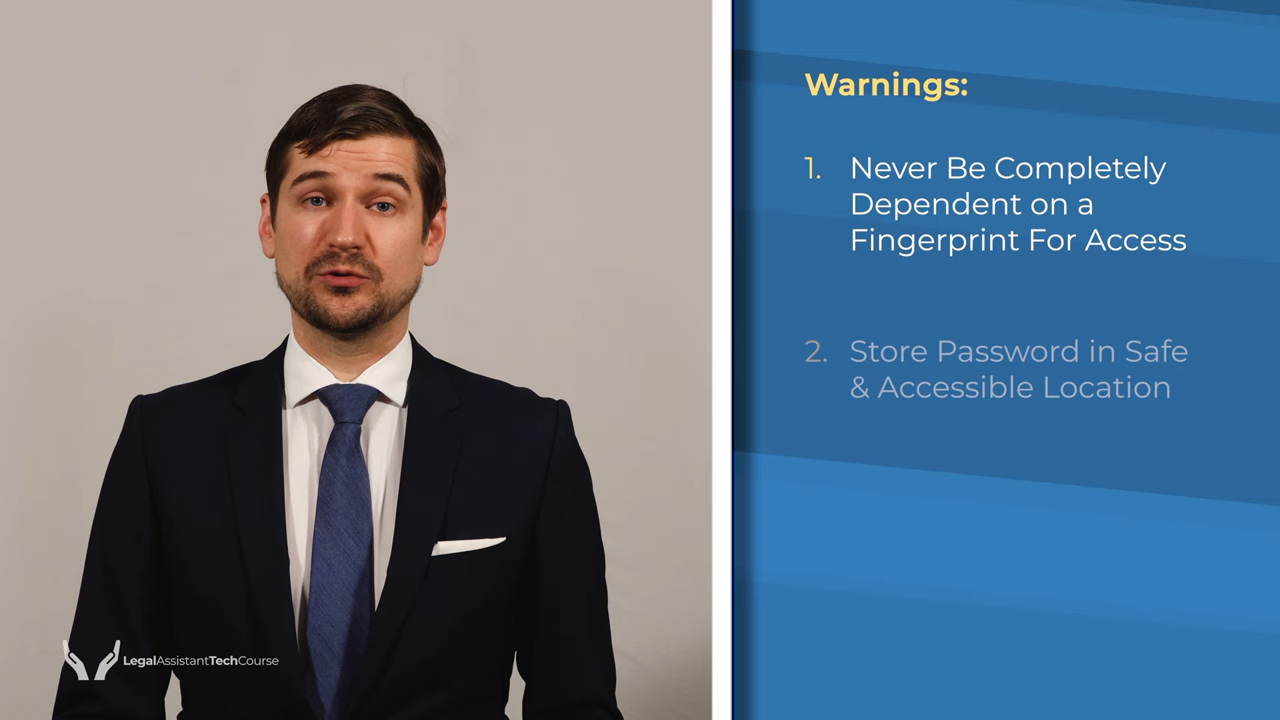 Warnings:
1. Never Be Completely
Dependent on a
Fingerprint For Access
2. Store Password in Safe
& Accessible Location
LegalAssistantTechCourse